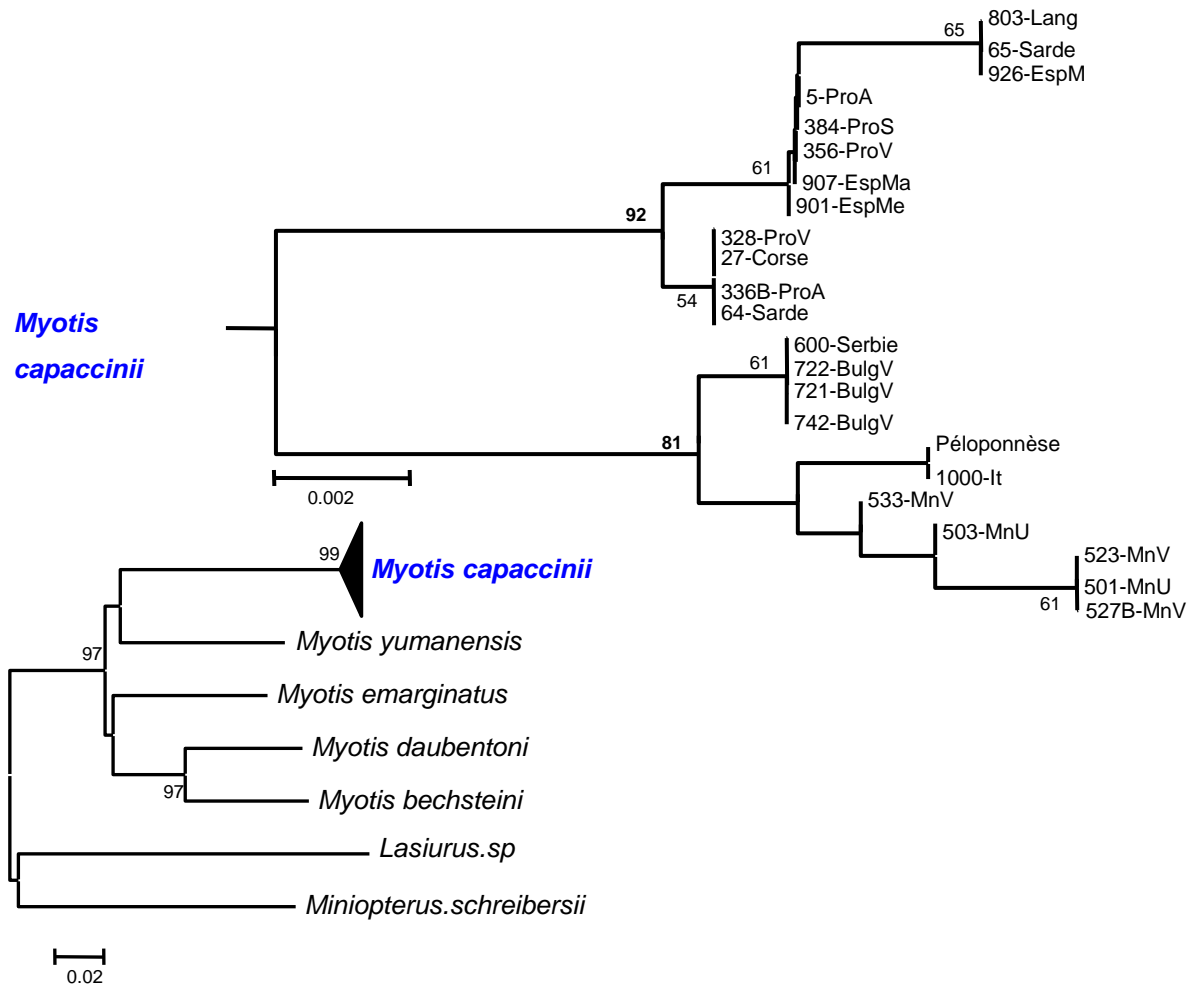 803-Lang
65
65-Sarde
926-EspM
5-ProA
384-ProS
356-ProV
61
907-EspMa
901-EspMe
92
328-ProV
27-Corse
54
336B-ProA
64-Sarde
Myotis
capaccinii
600-Serbie
61
722-BulgV
721-BulgV
742-BulgV
81
Péloponnèse
1000-It
0.002
533-MnV
503-MnU
523-MnV
501-MnU
61
527B-MnV
99
Myotis capaccinii
Myotis yumanensis
97
Myotis emarginatus
Myotis daubentoni
97
Myotis bechsteini
Lasiurus.sp
Miniopterus.schreibersii
0.02